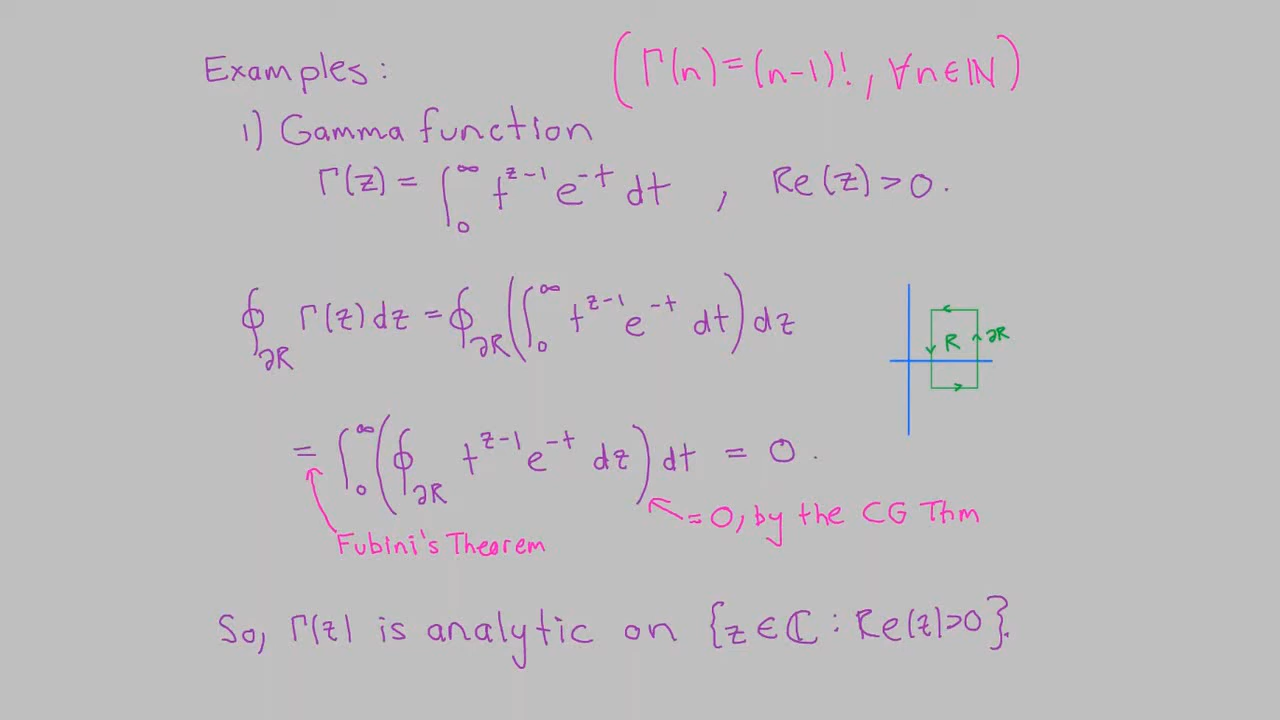 Examples: (Γ(n) = (n-1)!, ∀n∈ℕ)
1) Gamma function
Γ(z) = ∫₀^∞ t^{z-1} e^{-t} dt , Re(z) > 0.
∮_{∂R} Γ(z) dz = ∮_{∂R} (∫₀^∞ t^{z-1} e^{-t} dt) dz
R ∂R
= ∫₀^∞ (∮_{∂R} t^{z-1} e^{-t} dz) dt = 0.
= 0, by the CG Thm
Fubini's Theorem
So, Γ(z) is analytic on {z∈ℂ : Re(z)>0}.